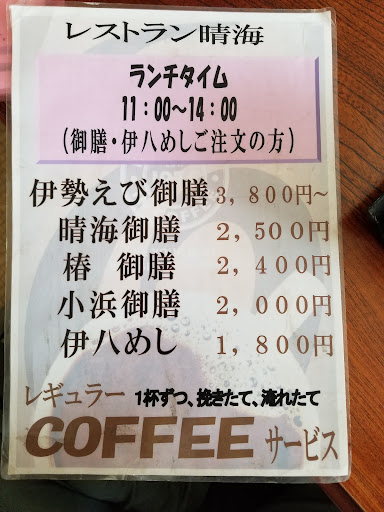 レストラン晴海
ランチタイム
11：00～14：00
（御膳・伊八めしご注文の方）
伊勢えび御膳 3,800円～
晴海御膳 2,500円
椿 御膳 2,400円
小浜御膳 2,000円
伊八めし 1,800円
レギュラー 1杯ずつ、挽きたて、淹れたて
COFFEE サービス